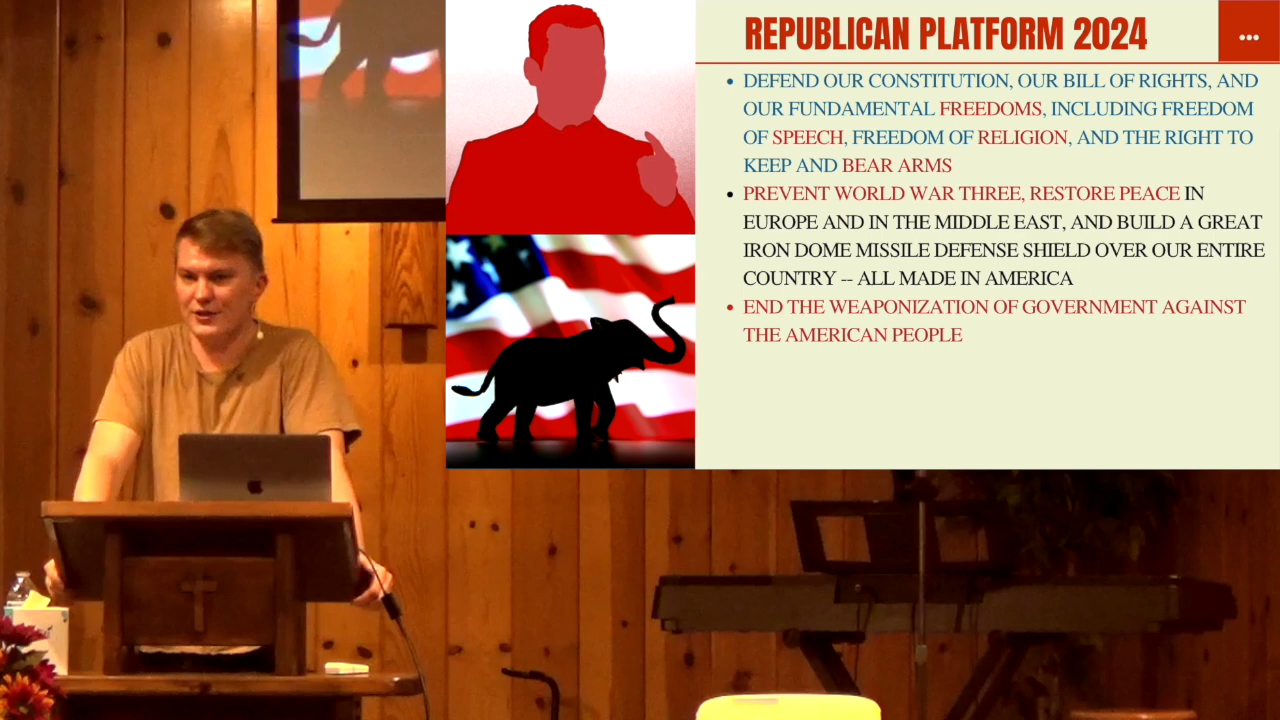 REPUBLICAN PLATFORM 2024
...
• DEFEND OUR CONSTITUTION, OUR BILL OF RIGHTS, AND
OUR FUNDAMENTAL FREEDOMS, INCLUDING FREEDOM
OF SPEECH, FREEDOM OF RELIGION, AND THE RIGHT TO
KEEP AND BEAR ARMS
• PREVENT WORLD WAR THREE, RESTORE PEACE IN
EUROPE AND IN THE MIDDLE EAST, AND BUILD A GREAT
IRON DOME MISSILE DEFENSE SHIELD OVER OUR ENTIRE
COUNTRY -- ALL MADE IN AMERICA
• END THE WEAPONIZATION OF GOVERNMENT AGAINST
THE AMERICAN PEOPLE